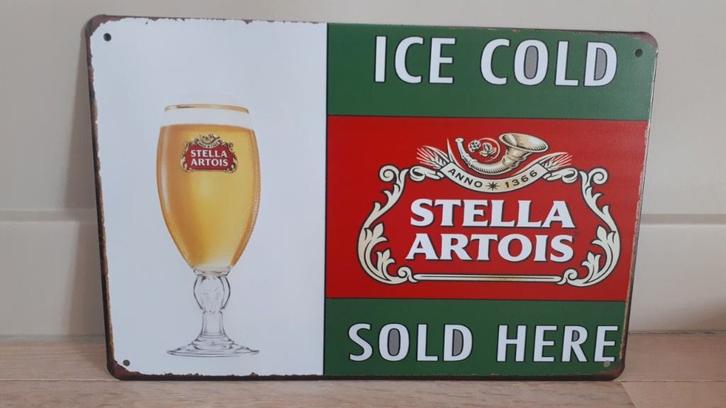 STELLA
ARTOIS
ICE COLD
ANNO ★ 1366
STELLA
ARTOIS
SOLD HERE